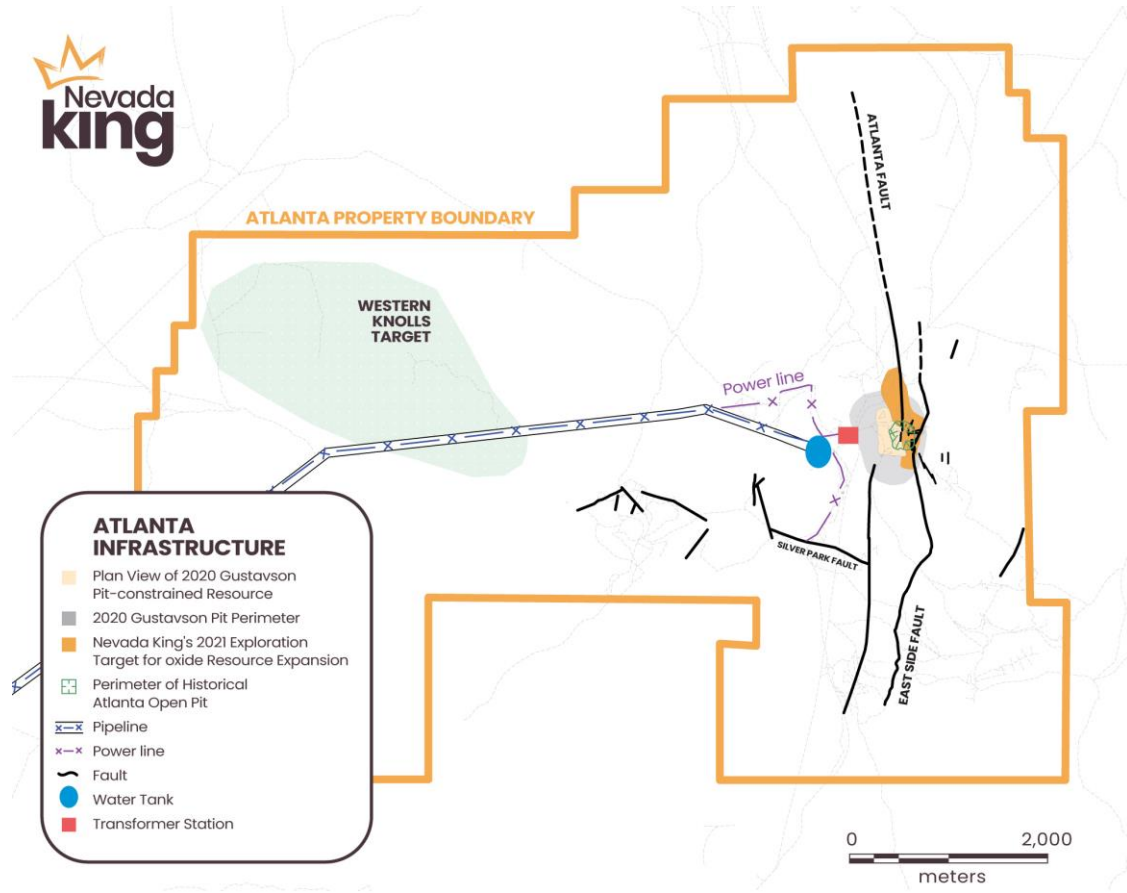 Nevada
king
ATLANTA PROPERTY BOUNDARY
WESTERN
KNOLLS
TARGET
ATLANTA FAULT
Power line
SILVER PARK FAULT
EAST SIDE FAULT
ATLANTA
INFRASTRUCTURE
Plan View of 2020 Gustavson
Pit-constrained Resource
2020 Gustavson Pit Perimeter
Nevada King's 2021 Exploration
Target for oxide Resource Expansion
Perimeter of Historical
Atlanta Open Pit
Pipeline
Power line
Fault
Water Tank
Transformer Station
0 2,000
meters